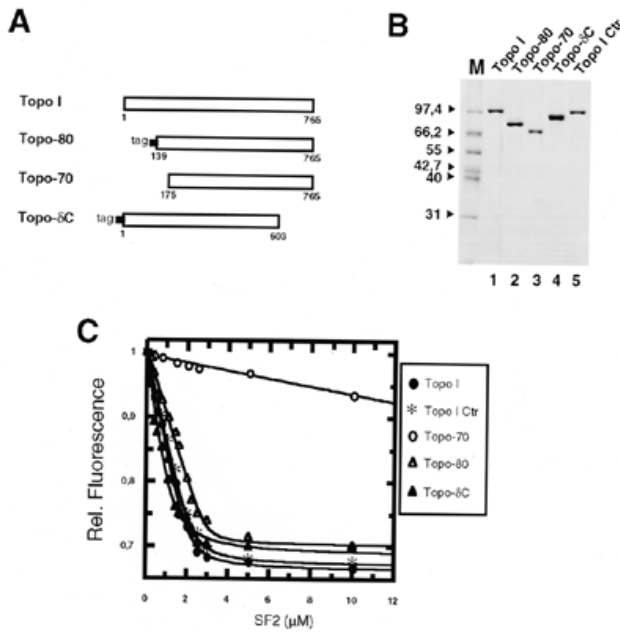 A
Topo I
1 765
Topo-80 tag
139 765
Topo-70
175 765
Topo-δC tag
1 603
B
M Topo I Topo-80 Topo-70 Topo-δC Topo I Ctr
97,4
66,2
55
42,7
40
31
1 2 3 4 5
C
Rel. Fluorescence
1
0,9
0,8
0,7
0 2 4 6 8 10 12
SF2 (µM)
Topo I
Topo I Ctr
Topo-70
Topo-80
Topo-δC